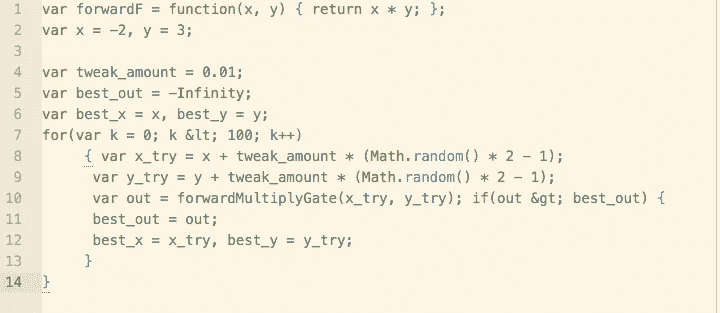 1 var forwardF = function(x, y) { return x * y; };
2 var x = -2, y = 3;
3
4 var tweak_amount = 0.01;
5 var best_out = -Infinity;
6 var best_x = x, best_y = y;
7 for(var k = 0; k &lt; 100; k++)
8 { var x_try = x + tweak_amount * (Math.random() * 2 - 1);
9 var y_try = y + tweak_amount * (Math.random() * 2 - 1);
10 var out = forwardMultiplyGate(x_try, y_try); if(out &gt; best_out) {
11 best_out = out;
12 best_x = x_try, best_y = y_try;
13 }
14 }